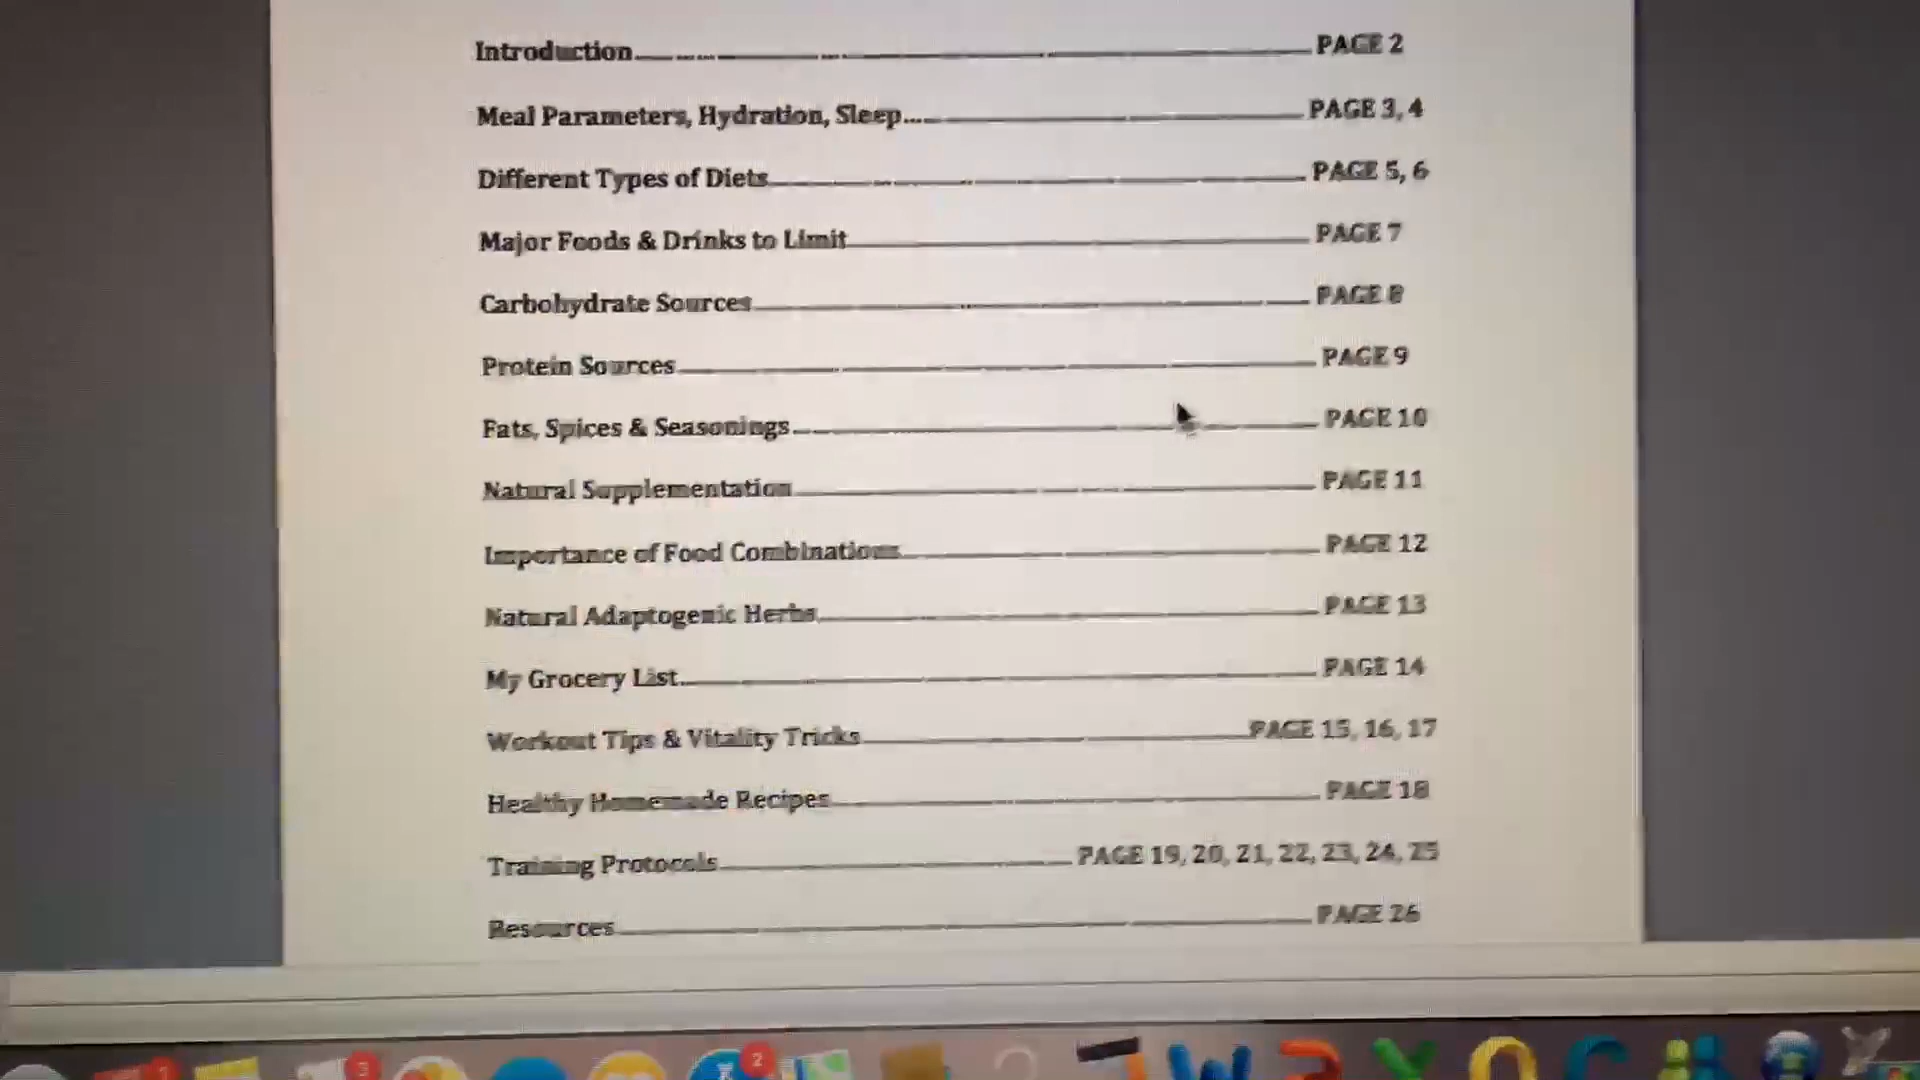 Introduction PAGE 2
Meal Parameters, Hydration, Sleep PAGE 3, 4
Different Types of Diets PAGE 5, 6
Major Foods & Drinks to Limit PAGE 7
Carbohydrate Sources PAGE 8
Protein Sources PAGE 9
Fats, Spices & Seasonings PAGE 10
Natural Supplementation PAGE 11
Importance of Food Combinations PAGE 12
Natural Adaptogenic Herbs PAGE 13
My Grocery List PAGE 14
Workout Tips & Vitality Tricks PAGE 15, 16, 17
Healthy Homemade Recipes PAGE 18
Training Protocols PAGE 19, 20, 21, 22, 23, 24, 25
Resources PAGE 26
3 2